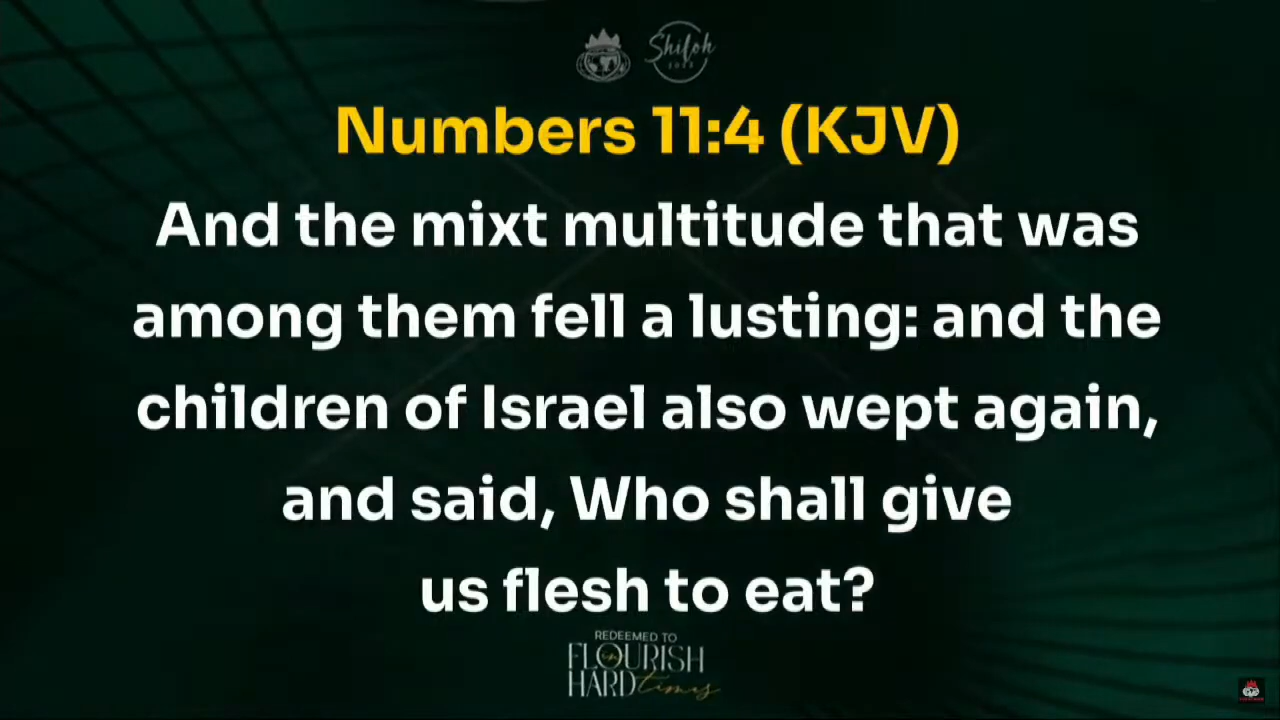 Shiloh
Numbers 11:4 (KJV)
And the mixt multitude that was
among them fell a lusting: and the
children of Israel also wept again,
and said, Who shall give
us flesh to eat?
REDEEMED TO
FLOURISH
in
HARD times